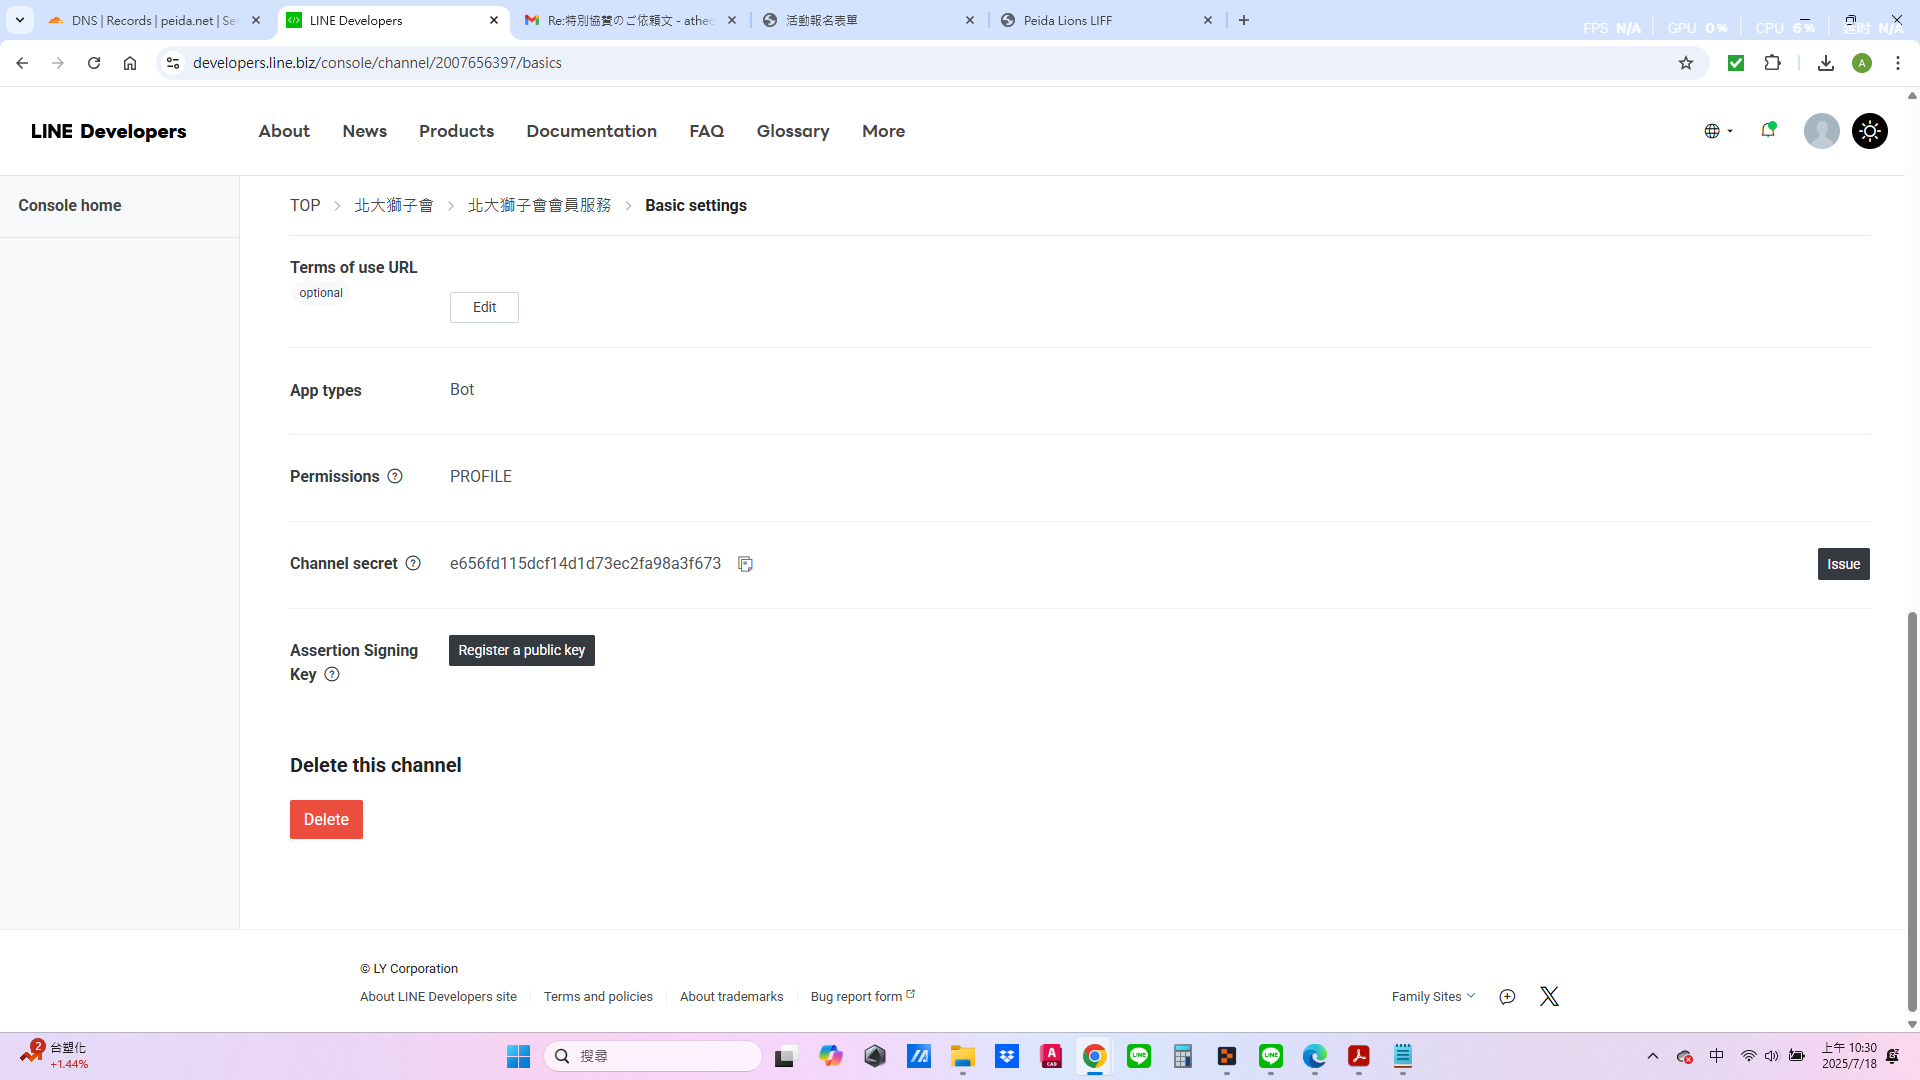 DNS | Records | peida.net | Se
LINE Developers
Re:特別協賛のご依頼文 - athec
活動報名表單
Peida Lions LIFF
FPS N/A GPU 0% CPU 6% 延时 N/A
developers.line.biz/console/channel/2007656397/basics
A
LINE Developers
About
News
Products
Documentation
FAQ
Glossary
More
Console home
TOP > 北大獅子會 > 北大獅子會會員服務 > Basic settings
Terms of use URL
optional
Edit
App types
Bot
Permissions
PROFILE
Channel secret
e656fd115dcf14d1d73ec2fa98a3f673
Issue
Assertion Signing
Key
Register a public key
Delete this channel
Delete
© LY Corporation
About LINE Developers site
Terms and policies
About trademarks
Bug report form
Family Sites
2
台塑化
+1.44%
搜尋
中
上午 10:30
2025/7/18